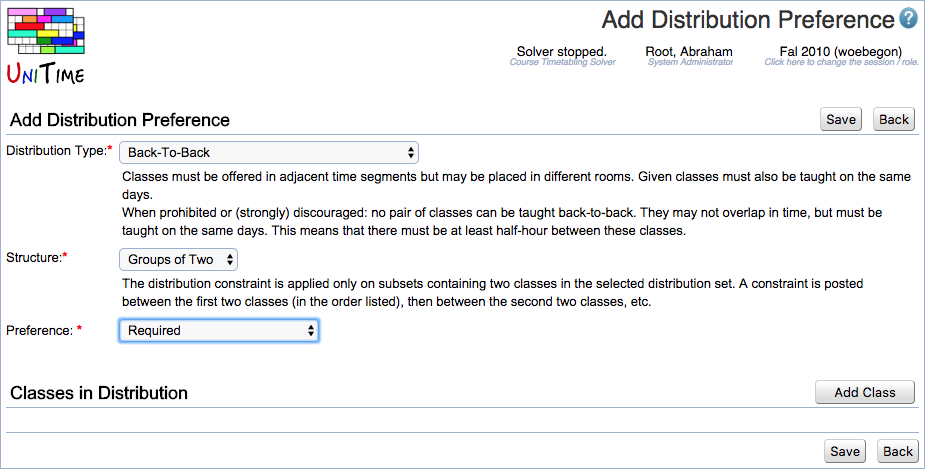 Add Distribution Preference ?
UniTime
Solver stopped. Root, Abraham Fal 2010 (woebegon)
Course Timetabling Solver System Administrator Click here to change the session / role.
Add Distribution Preference Save Back
Distribution Type:* Back-To-Back
Classes must be offered in adjacent time segments but may be placed in different rooms. Given classes must also be taught on the same
days.
When prohibited or (strongly) discouraged: no pair of classes can be taught back-to-back. They may not overlap in time, but must be
taught on the same days. This means that there must be at least half-hour between these classes.
Structure:* Groups of Two
The distribution constraint is applied only on subsets containing two classes in the selected distribution set. A constraint is posted
between the first two classes (in the order listed), then between the second two classes, etc.
Preference: * Required
Classes in Distribution Add Class
Save Back